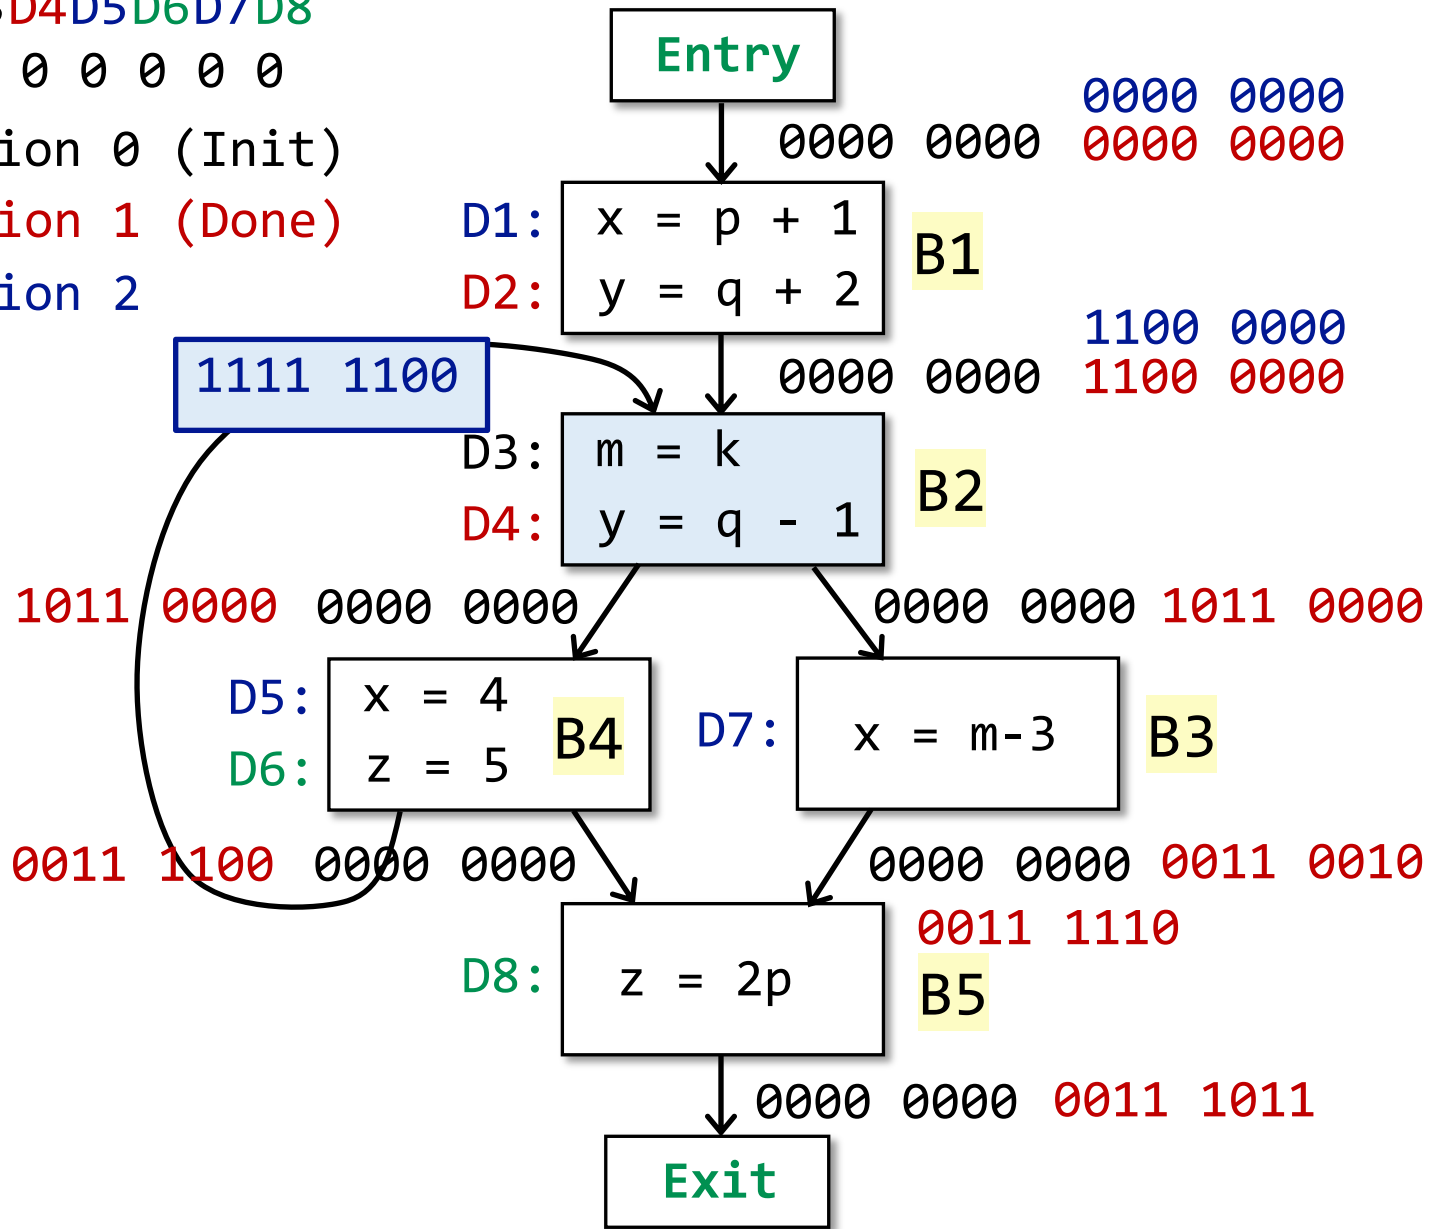 D4D5D6D7D8
0 0 0 0 0
ion 0 (Init)
ion 1 (Done)
ion 2
Entry
0000 0000
0000 0000 0000 0000
D1: x = p + 1
D2: y = q + 2
B1
1100 0000
0000 0000 1100 0000
1111 1100
D3: m = k
D4: y = q - 1
B2
1011 0000 0000 0000
0000 0000 1011 0000
D5: x = 4
D6: z = 5
B4
D7: x = m-3
B3
0011 1100 0000 0000
0000 0000 0011 0010
0011 1110
D8: z = 2p
B5
0000 0000 0011 1011
Exit